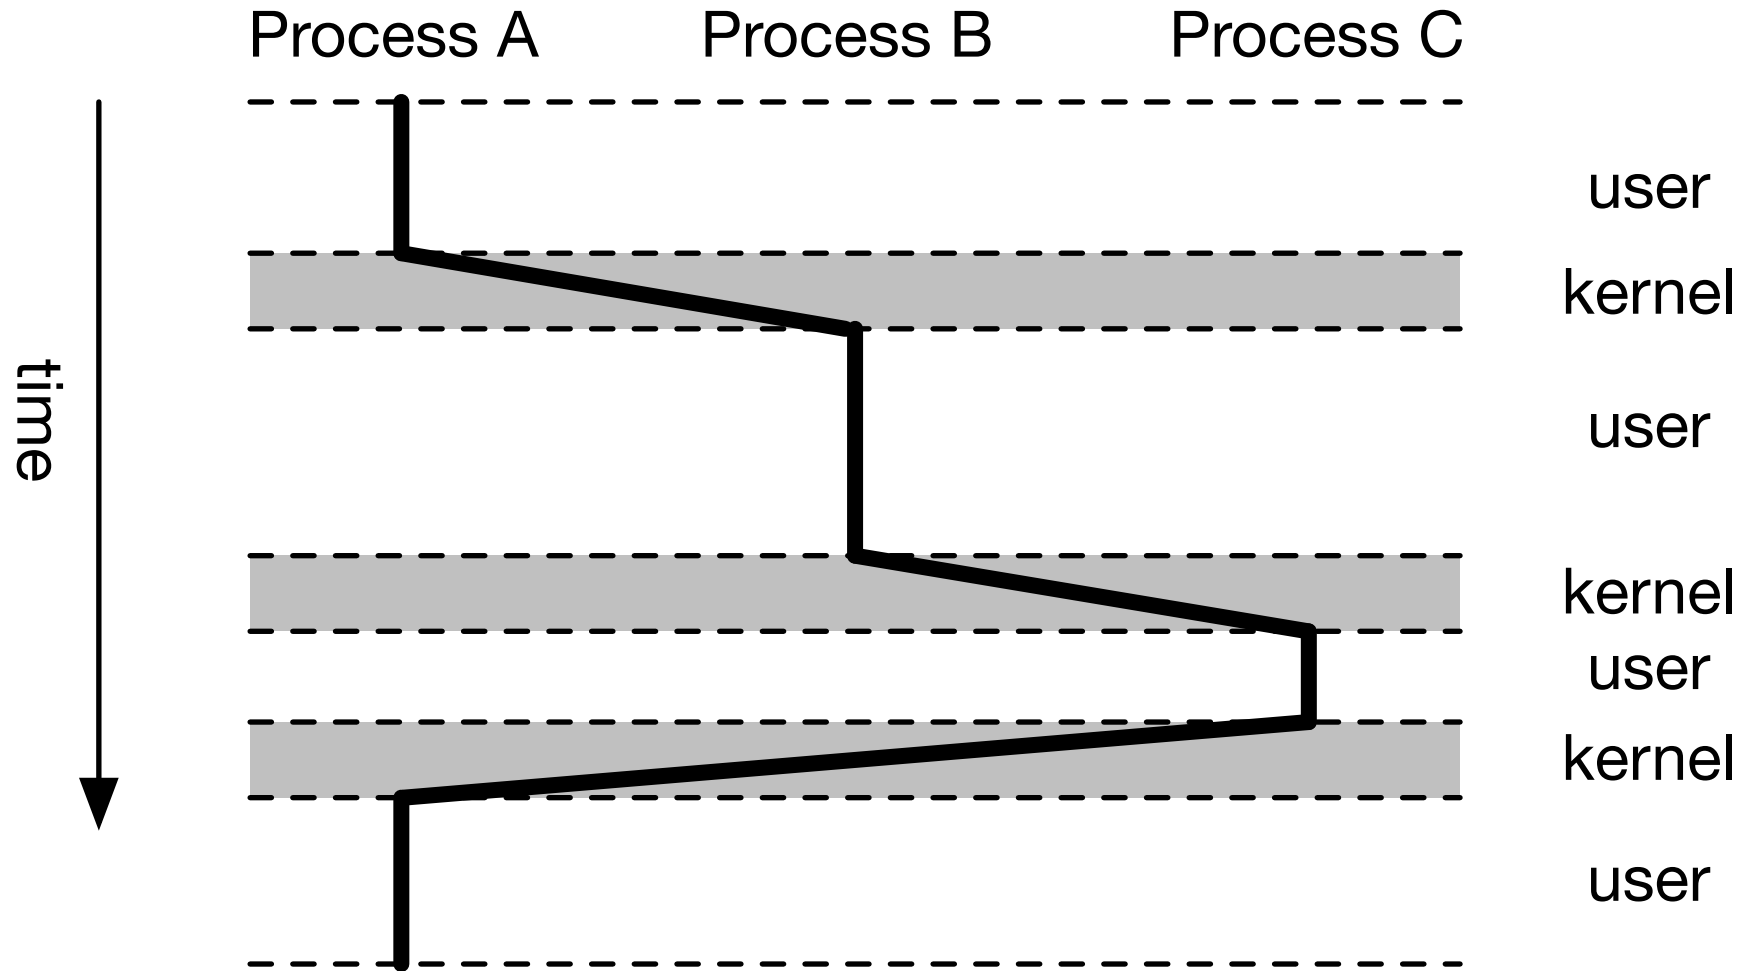 Process A
Process B
Process C
time
user
kernel
user
kernel
user
kernel
user